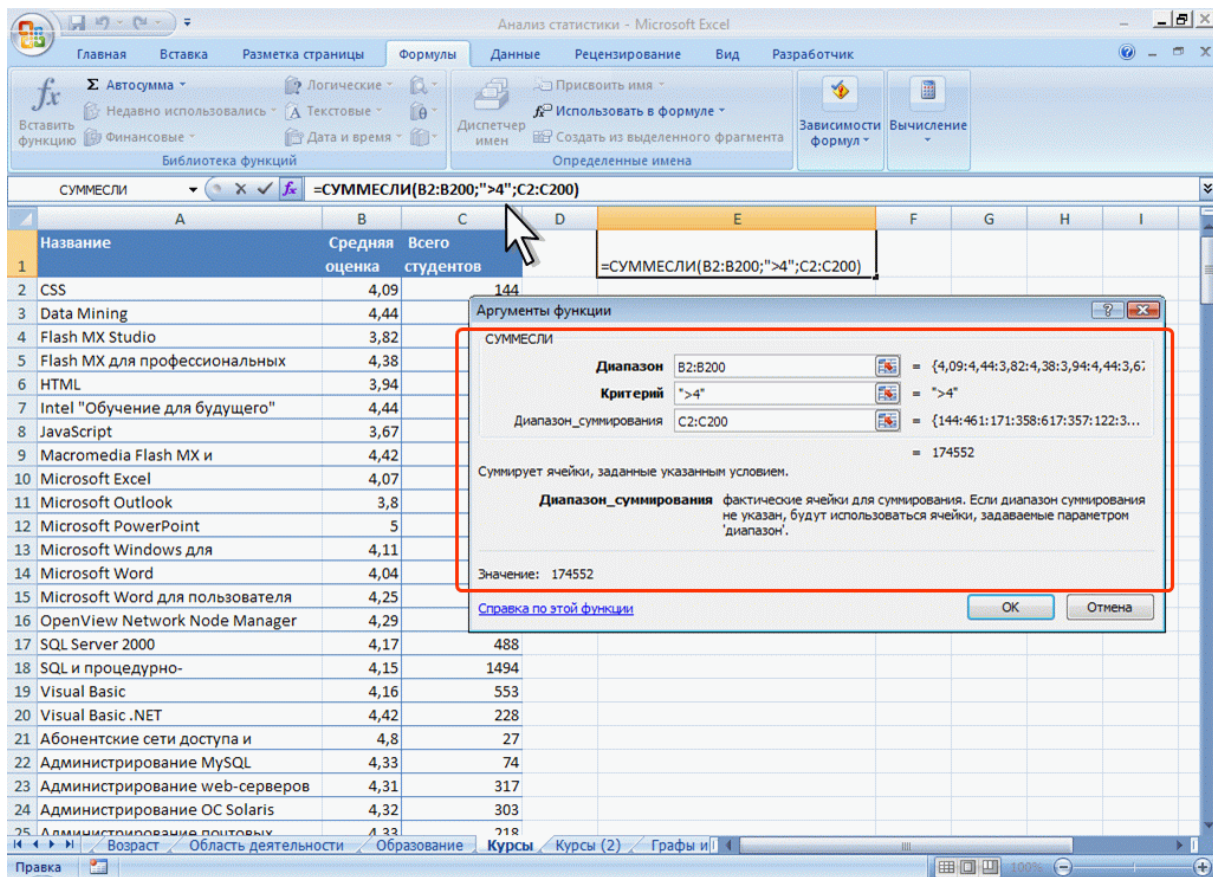 Анализ статистики - Microsoft Excel
Главная Вставка Разметка страницы Формулы Данные Рецензирование Вид Разработчик
fx Вставить функцию
Σ Автосумма
Недавно использовались
Финансовые
Логические
Текстовые
Дата и время
Библиотека функций
Диспетчер имен
Присвоить имя
Использовать в формуле
Создать из выделенного фрагмента
Определенные имена
Зависимости формул
Вычисление
СУММЕСЛИ fx =СУММЕСЛИ(B2:B200;">4";C2:C200)
A B C D E F G H I
1 Название Средняя оценка Всего студентов =СУММЕСЛИ(B2:B200;">4";C2:C200)
2 CSS 4,09 144
3 Data Mining 4,44
4 Flash MX Studio 3,82
5 Flash MX для профессиональных 4,38
6 HTML 3,94
7 Intel "Обучение для будущего" 4,44
8 JavaScript 3,67
9 Macromedia Flash MX и 4,42
10 Microsoft Excel 4,07
11 Microsoft Outlook 3,8
12 Microsoft PowerPoint 5
13 Microsoft Windows для 4,11
14 Microsoft Word 4,04
15 Microsoft Word для пользователя 4,25
16 OpenView Network Node Manager 4,29
17 SQL Server 2000 4,17 488
18 SQL и процедурно- 4,15 1494
19 Visual Basic 4,16 553
20 Visual Basic .NET 4,42 228
21 Абонентские сети доступа и 4,8 27
22 Администрирование MySQL 4,33 74
23 Администрирование web-серверов 4,31 317
24 Администрирование ОС Solaris 4,32 303
25 Администрирование почтовых 4,33 218
Аргументы функции
СУММЕСЛИ
Диапазон B2:B200 = {4,09:4,44:3,82:4,38:3,94:4,44:3,67
Критерий ">4" = ">4"
Диапазон_суммирования C2:C200 = {144:461:171:358:617:357:122:3...
= 174552
Суммирует ячейки, заданные указанным условием.
Диапазон_суммирования фактические ячейки для суммирования. Если диапазон суммирования
не указан, будут использоваться ячейки, задаваемые параметром
'диапазон'.
Значение: 174552
Справка по этой функции OK Отмена
Возраст Область деятельности Образование Курсы Курсы (2) Графы и
Правка 100%